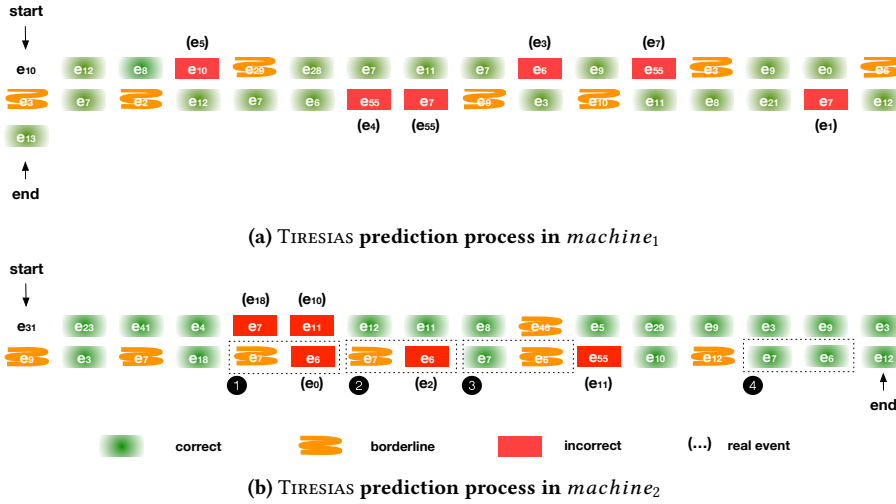 start
(e5) (e3) (e7)
e10 e12 e8 e10 e29 e28 e7 e11 e7 e6 e9 e55 e3 e9 e0 e6
e3 e7 e2 e12 e7 e6 e55 e7 e9 e3 e10 e11 e8 e21 e7 e12
(e4) (e55) (e1)
e13
end
(a) TIRESIAS prediction process in machine1
start
(e18) (e10)
e31 e23 e41 e4 e7 e11 e12 e11 e8 e46 e5 e29 e9 e3 e9 e3
e9 e3 e7 e18 e7 e6 e7 e6 e7 e6 e55 e10 e12 e7 e6 e12
1 2 3 4
(e0) (e2) (e11)
end
correct borderline incorrect (...) real event
(b) TIRESIAS prediction process in machine2